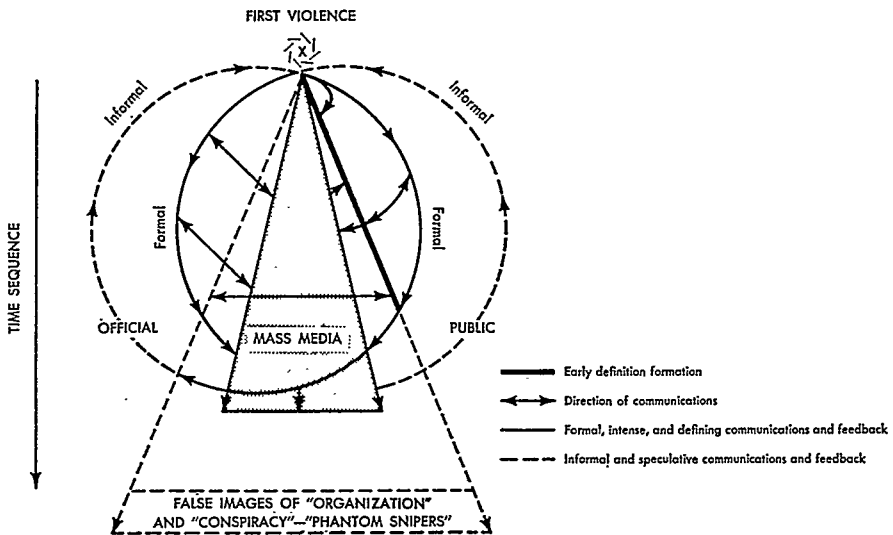 FIRST VIOLENCE
X
Informal
Informal
TIME SEQUENCE
Formal
Formal
OFFICIAL
MASS MEDIA
PUBLIC
Early definition formation
Direction of communications
Formal, intense, and defining communications and feedback
Informal and speculative communications and feedback
FALSE IMAGES OF "ORGANIZATION"
AND "CONSPIRACY"—"PHANTOM SNIPERS"